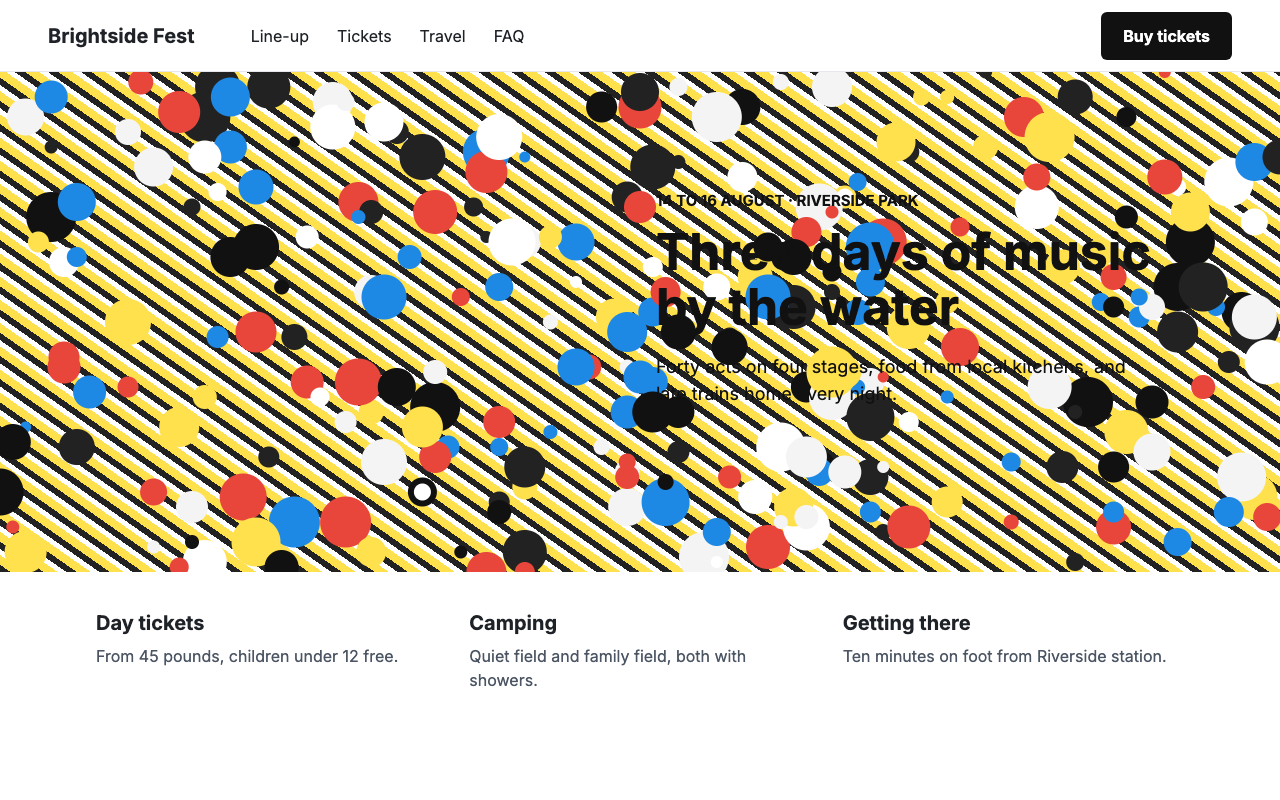 Brightside Fest
Line-up
Tickets
Travel
FAQ
Buy tickets
14 TO 16 AUGUST · RIVERSIDE PARK
Three days of music
by the water
Forty acts on four stages, food from local kitchens, and
late trains home every night.
Day tickets
From 45 pounds, children under 12 free.
Camping
Quiet field and family field, both with
showers.
Getting there
Ten minutes on foot from Riverside station.